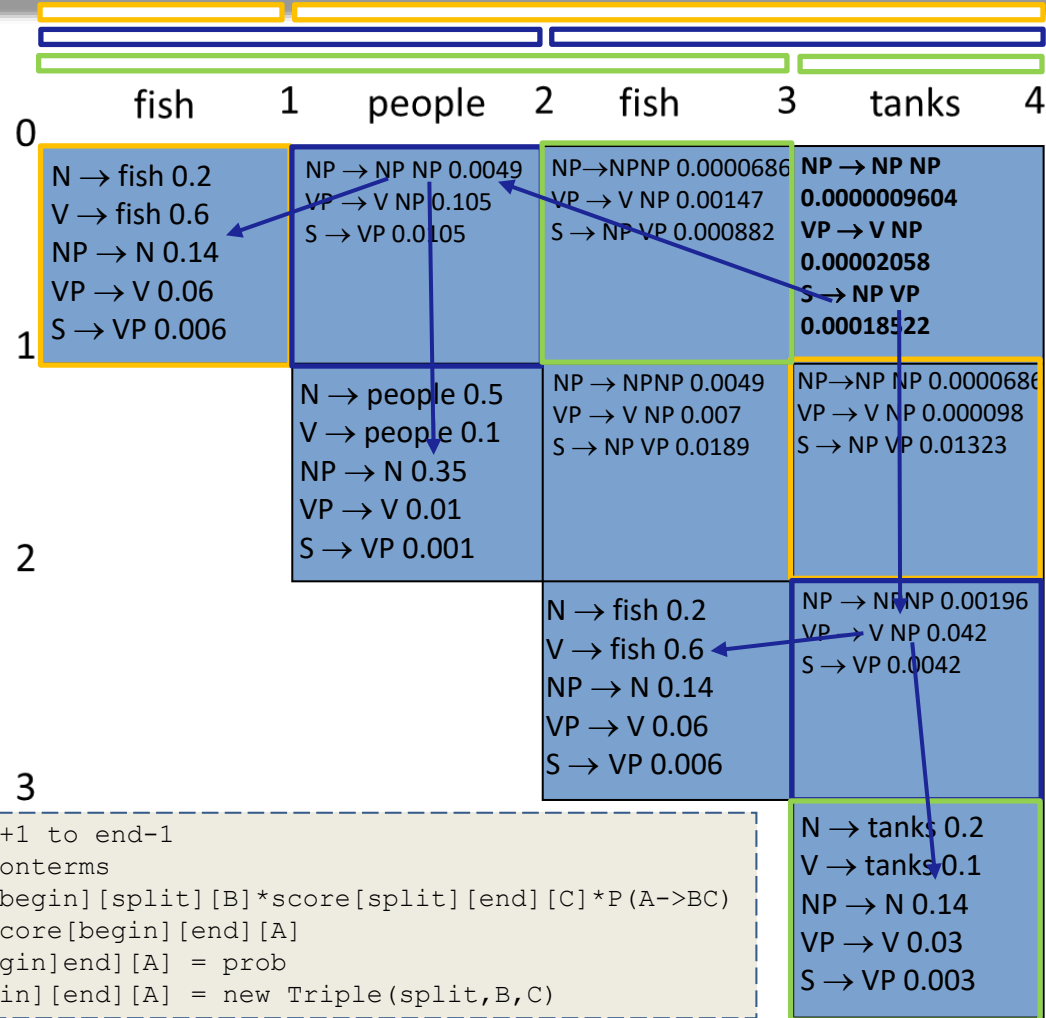 fish 1 people 2 fish 3 tanks 4
0
N → fish 0.2
V → fish 0.6
NP → N 0.14
VP → V 0.06
S → VP 0.006
NP → NP NP 0.0049
VP → V NP 0.105
S → VP 0.0105
NP→NPNP 0.0000686
VP → V NP 0.00147
S → NP VP 0.000882
NP → NP NP
0.0000009604
VP → V NP
0.00002058
S → NP VP
0.00018522
1
N → people 0.5
V → people 0.1
NP → N 0.35
VP → V 0.01
S → VP 0.001
NP → NPNP 0.0049
VP → V NP 0.007
S → NP VP 0.0189
NP→NP NP 0.0000686
VP → V NP 0.000098
S → NP VP 0.01323
2
N → fish 0.2
V → fish 0.6
NP → N 0.14
VP → V 0.06
S → VP 0.006
NP → NPNP 0.00196
VP → V NP 0.042
S → VP 0.0042
3
N → tanks 0.2
V → tanks 0.1
NP → N 0.14
VP → V 0.03
S → VP 0.003
+1 to end-1
onterms
begin][split][B]*score[split][end][C]*P(A->BC)
core[begin][end][A]
gin]end][A] = prob
in][end][A] = new Triple(split,B,C)